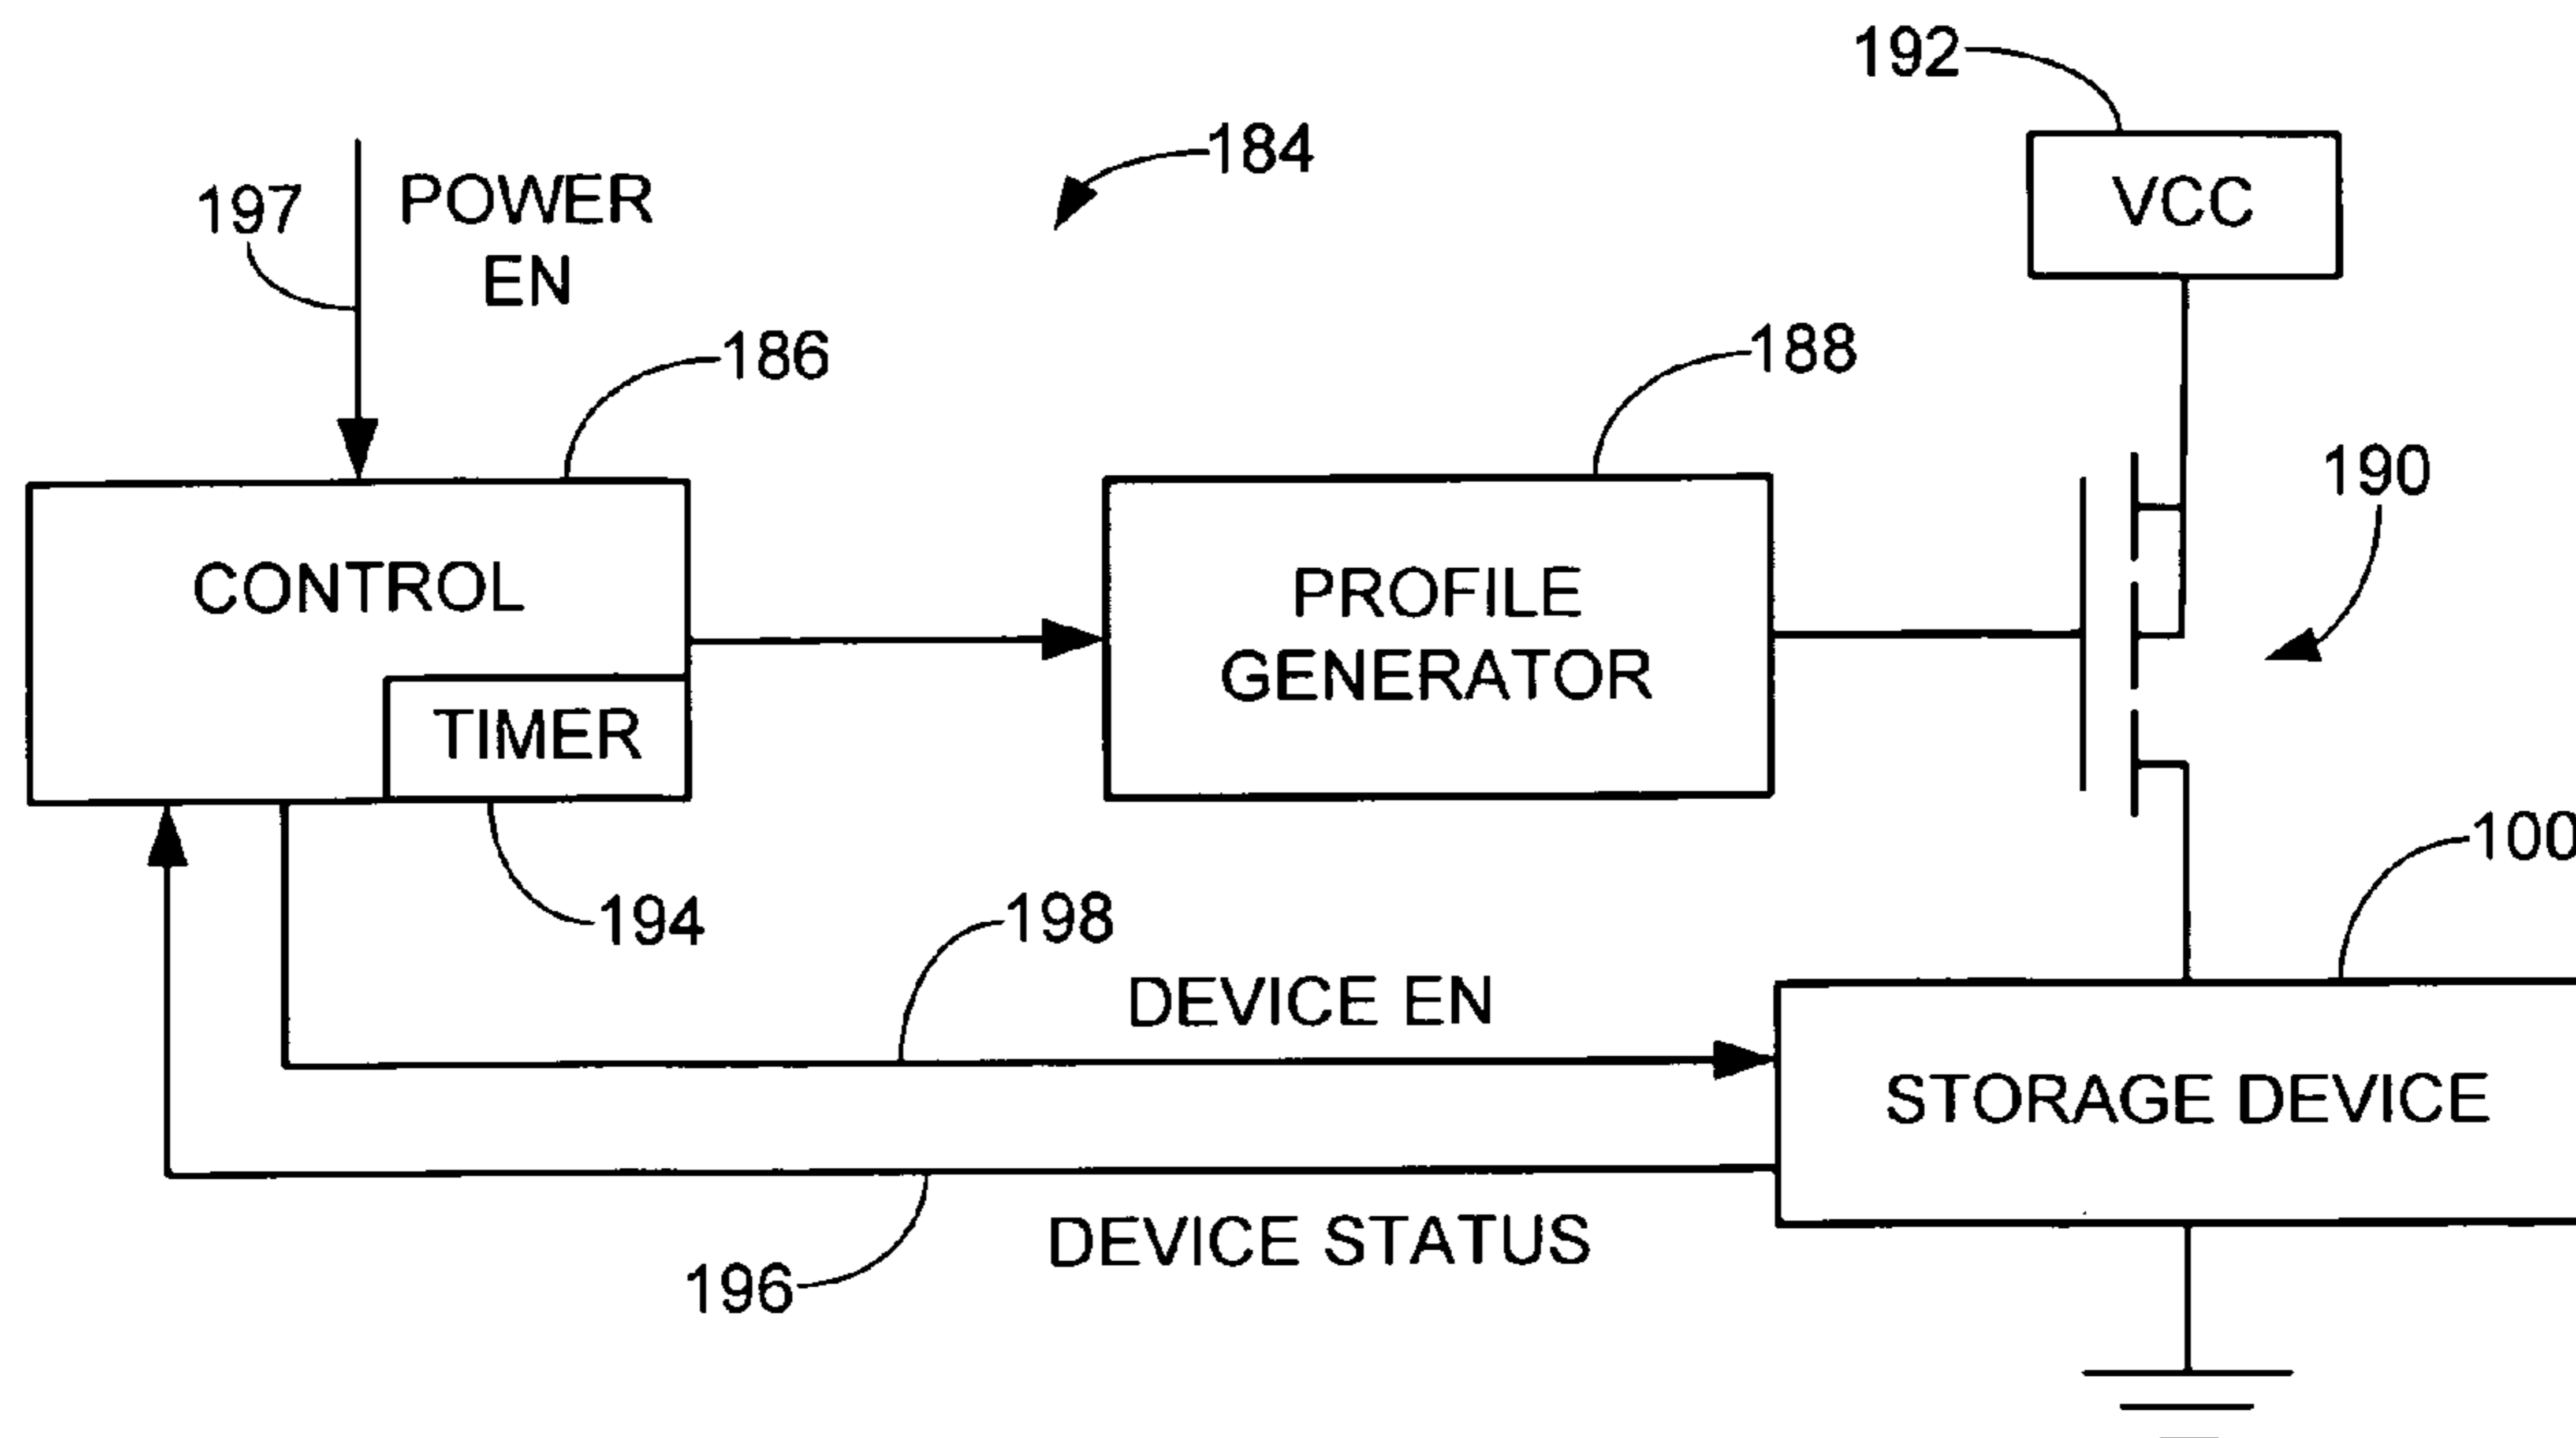 192
184
197
POWER
EN
VCC
186
188
190
CONTROL
PROFILE
GENERATOR
TIMER
100
194
198
DEVICE EN
STORAGE DEVICE
DEVICE STATUS
196